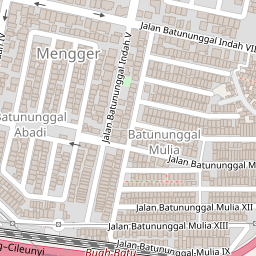 Jalan Batununggal Indah VII
Mengger
Jalan Batununggal Indah V
Batununggal
Abadi
Batununggal
Mulia
Jalan Batununggal M
Jalan Batununggal Mulia XII
Jalan Batununggal Mulia XIII
Jalan Batununggal Mulia IX
g-Cileunyi
Buah Batu